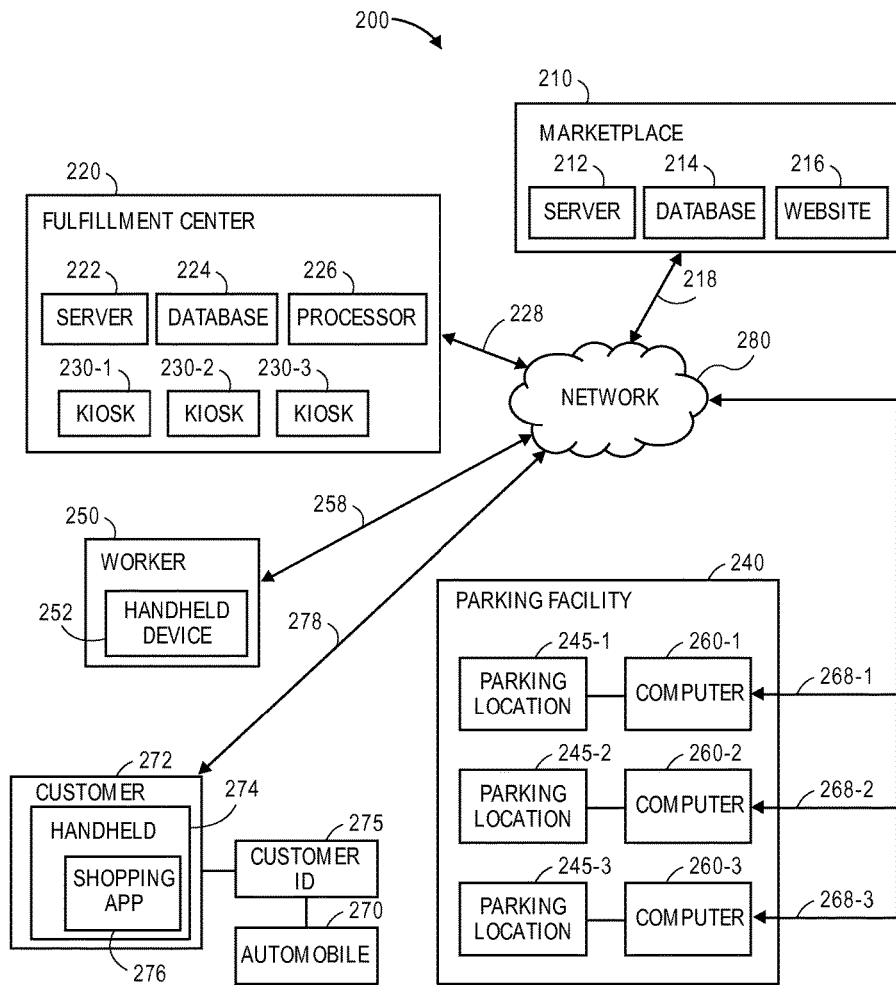 200
210
MARKETPLACE
212
214
216
SERVER
DATABASE
WEBSITE
220
FULFILLMENT CENTER
222
224
226
SERVER
DATABASE
PROCESSOR
230-1
230-2
230-3
KIOSK
KIOSK
KIOSK
228
218
280
NETWORK
258
250
WORKER
252
HANDHELD
DEVICE
278
240
PARKING FACILITY
245-1
260-1
PARKING
LOCATION
COMPUTER
268-1
245-2
260-2
PARKING
LOCATION
COMPUTER
268-2
245-3
260-3
PARKING
LOCATION
COMPUTER
268-3
272
CUSTOMER
274
HANDHELD
SHOPPING
APP
276
275
CUSTOMER
ID
270
AUTOMOBILE